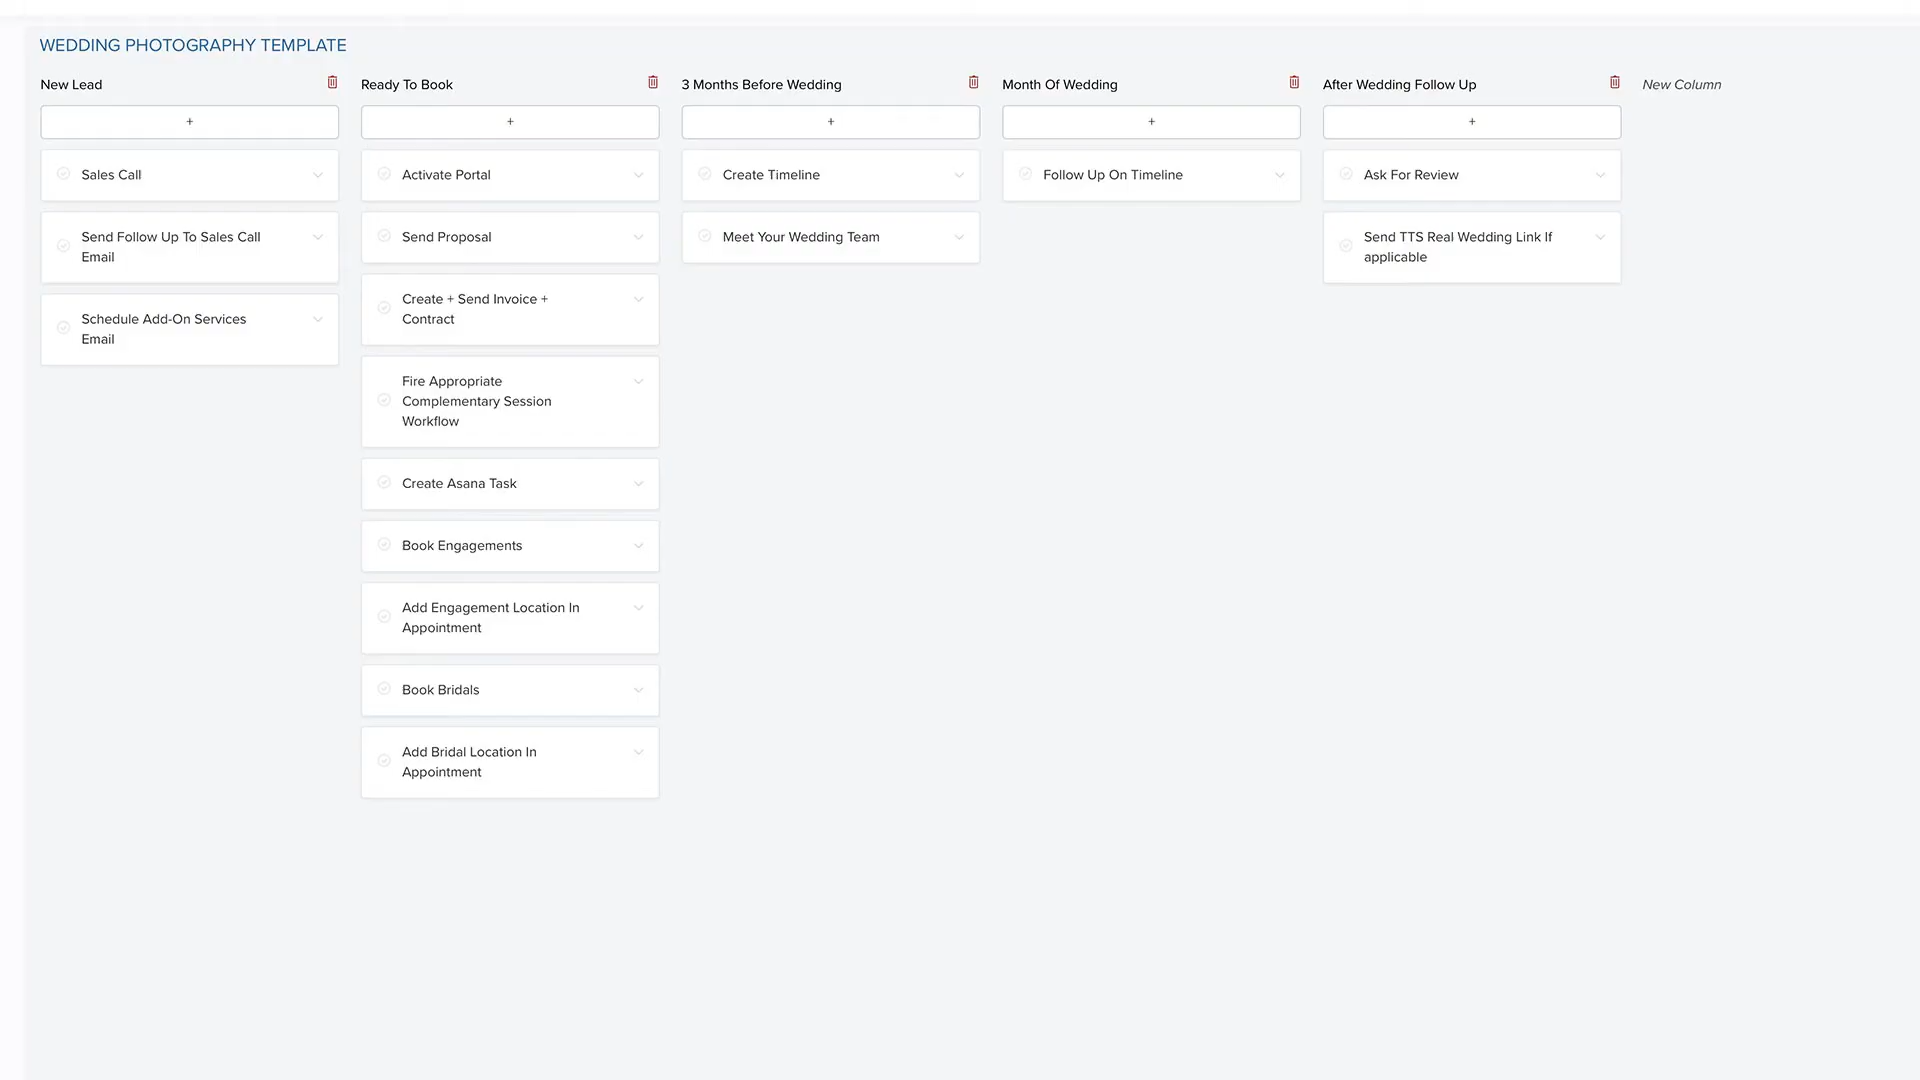 WEDDING PHOTOGRAPHY TEMPLATE
New Lead
+
Sales Call
Send Follow Up To Sales Call
Email
Schedule Add-On Services
Email
Ready To Book
+
Activate Portal
Send Proposal
Create + Send Invoice +
Contract
Fire Appropriate
Complementary Session
Workflow
Create Asana Task
Book Engagements
Add Engagement Location In
Appointment
Book Bridals
Add Bridal Location In
Appointment
3 Months Before Wedding
+
Create Timeline
Meet Your Wedding Team
Month Of Wedding
+
Follow Up On Timeline
After Wedding Follow Up
+
Ask For Review
Send TTS Real Wedding Link If
applicable
New Column